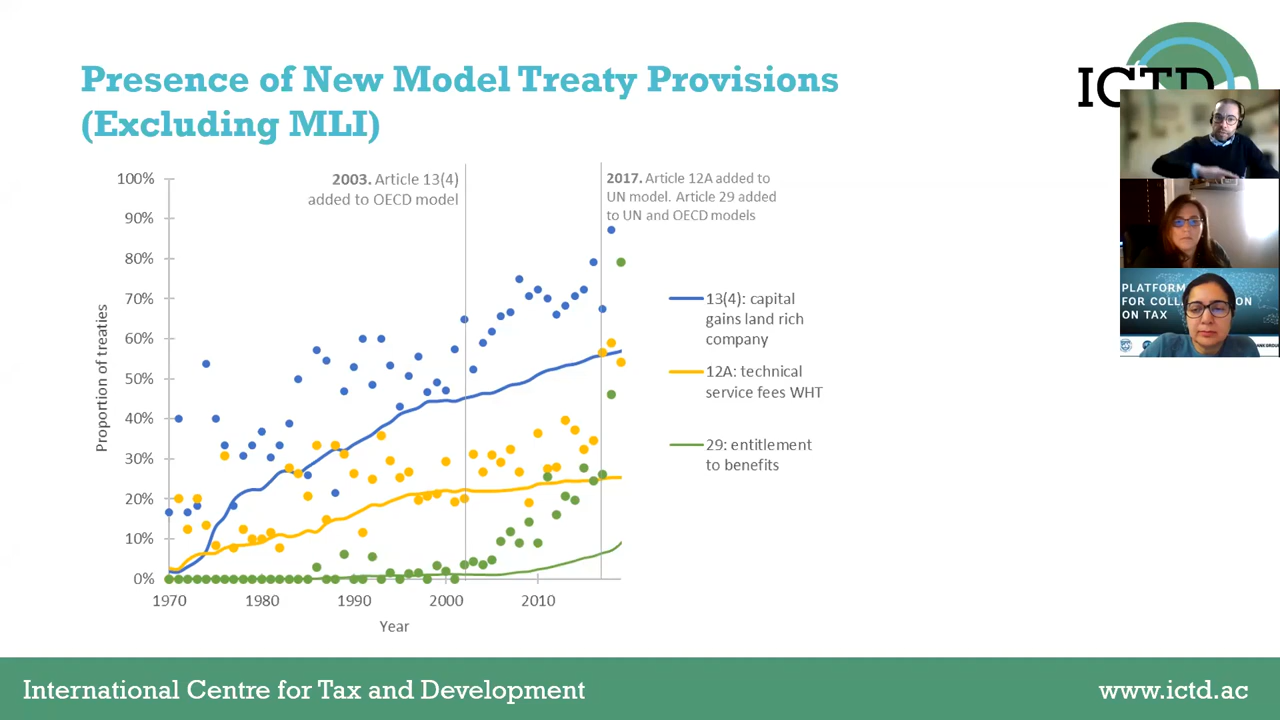 Presence of New Model Treaty Provisions
(Excluding MLI)
ICTD
2003. Article 13(4)
added to OECD model
2017. Article 12A added to
UN model. Article 29 added
to UN and OECD models
100%
90%
80%
70%
60%
50%
40%
30%
20%
10%
0%
Proportion of treaties
1970
1980
1990
2000
2010
Year
13(4): capital
gains land rich
company
12A: technical
service fees WHT
29: entitlement
to benefits
PLATFORM
FOR COLLA ON
ON TAX
International Centre for Tax and Development
www.ictd.ac